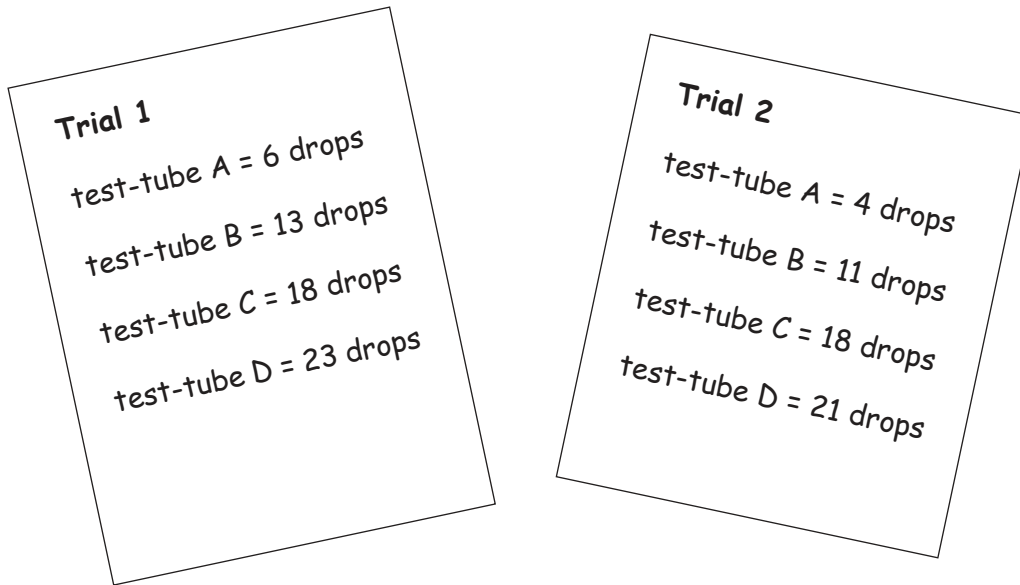 Trial 1
test-tube A = 6 drops
test-tube B = 13 drops
test-tube C = 18 drops
test-tube D = 23 drops
Trial 2
test-tube A = 4 drops
test-tube B = 11 drops
test-tube C = 18 drops
test-tube D = 21 drops